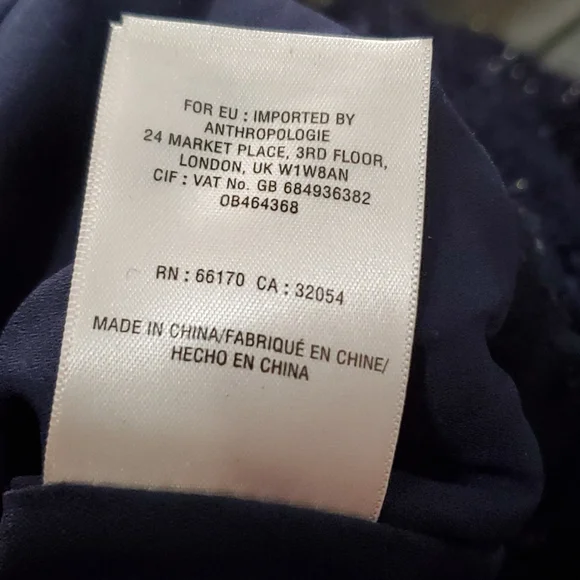 FOR EU : IMPORTED BY
ANTHROPOLOGIE
24 MARKET PLACE, 3RD FLOOR,
LONDON, UK W1W8AN
CIF : VAT No. GB 684936382
OB464368
RN : 66170 CA : 32054
MADE IN CHINA/FABRIQUÉ EN CHINE/
HECHO EN CHINA